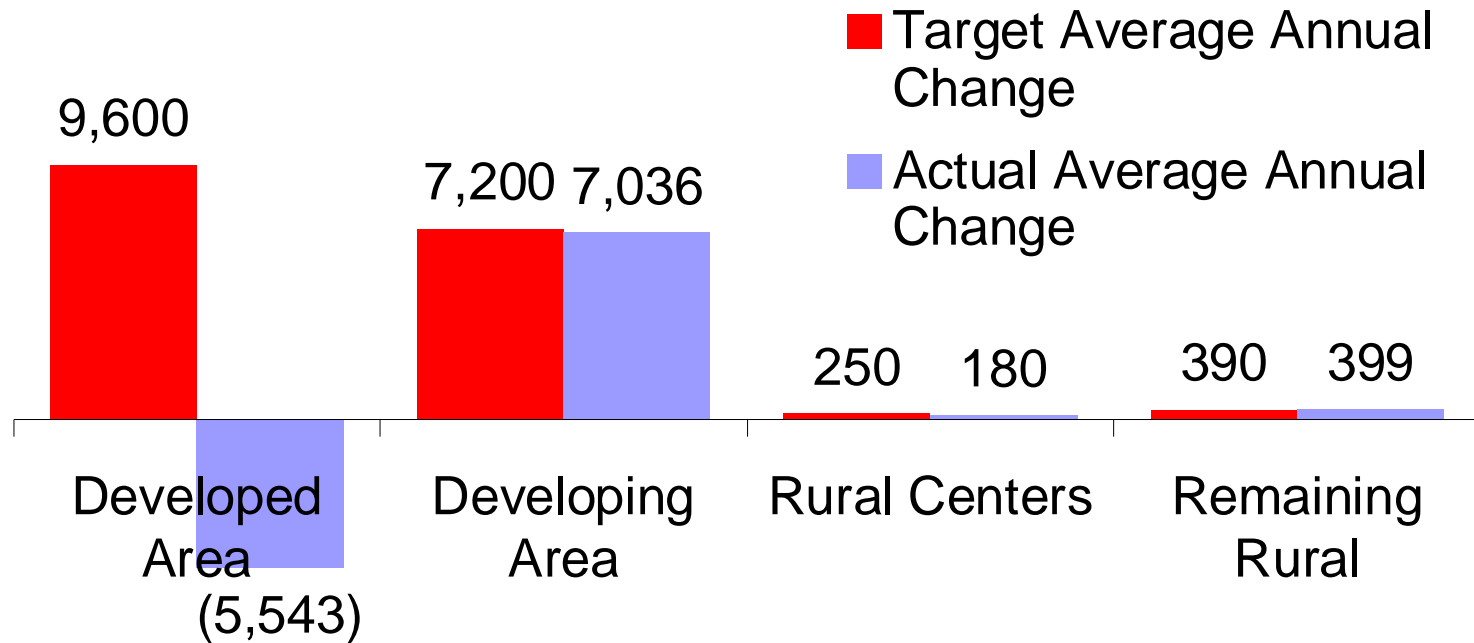 Target Average Annual
Change
Actual Average Annual
Change
9,600
7,200 7,036
250 180
390 399
Developed
Area
(5,543)
Developing
Area
Rural Centers
Remaining
Rural